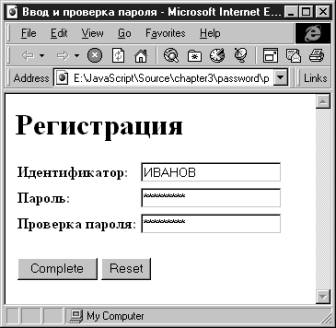 Ввод и проверка пароля - Microsoft Internet E...
File Edit View Go Favorites Help
Address E:\JavaScript\Source\chapter3\password\p Links
Регистрация
Идентификатор: ИВАНОВ
Пароль: *********
Проверка пароля: *********
Complete Reset
My Computer